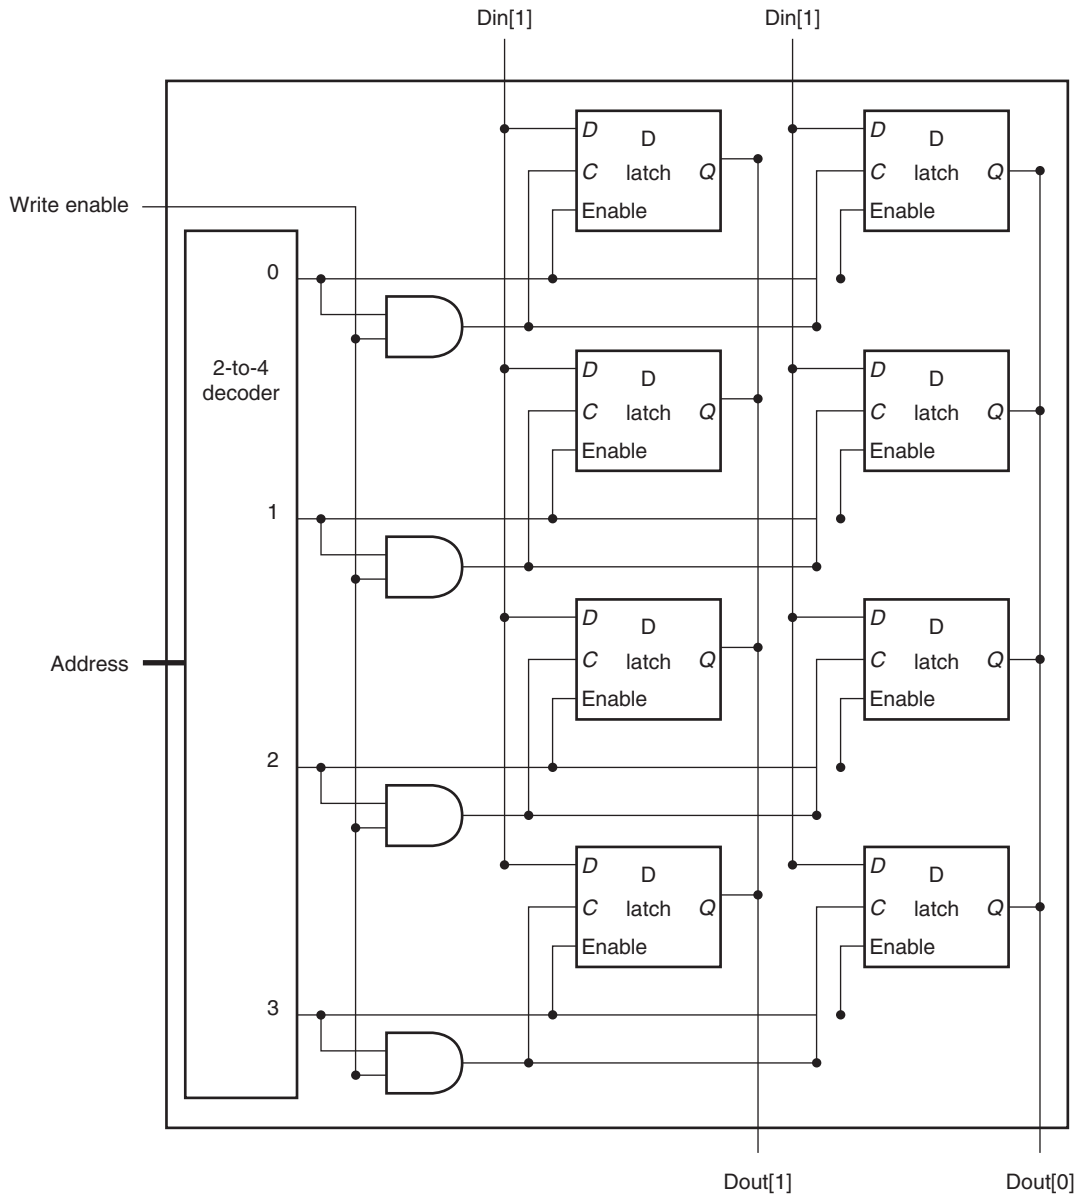 Din[1] Din[1]
D D
latch
C Q
Enable
D D
latch
C Q
Enable
Write enable
0
2-to-4
decoder
D D
latch
C Q
Enable
D D
latch
C Q
Enable
1
D D
latch
C Q
Enable
D D
latch
C Q
Enable
Address
2
D D
latch
C Q
Enable
D D
latch
C Q
Enable
3
Dout[1] Dout[0]